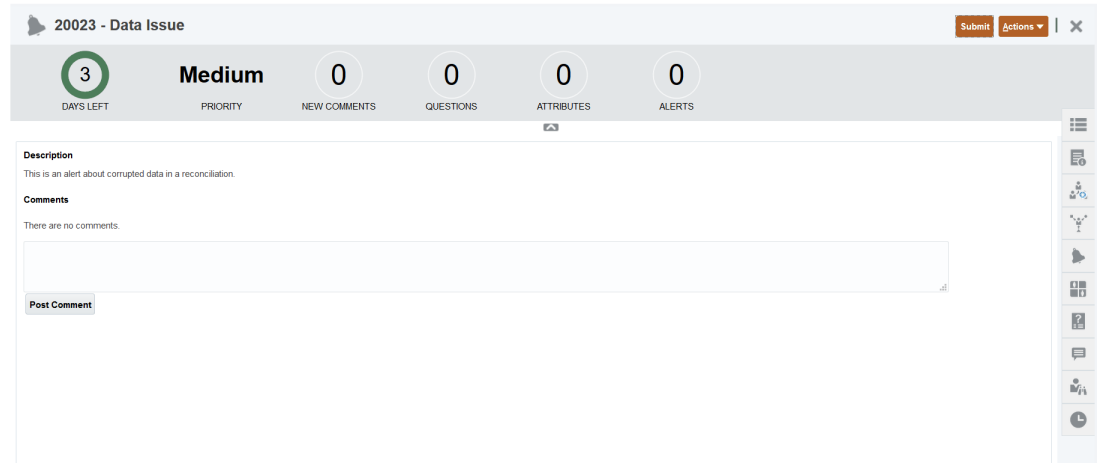 20023 - Data Issue
Submit Actions
3 Medium 0 0 0 0
DAYS LEFT PRIORITY NEW COMMENTS QUESTIONS ATTRIBUTES ALERTS
Description
This is an alert about corrupted data in a reconciliation.
Comments
There are no comments.
Post Comment